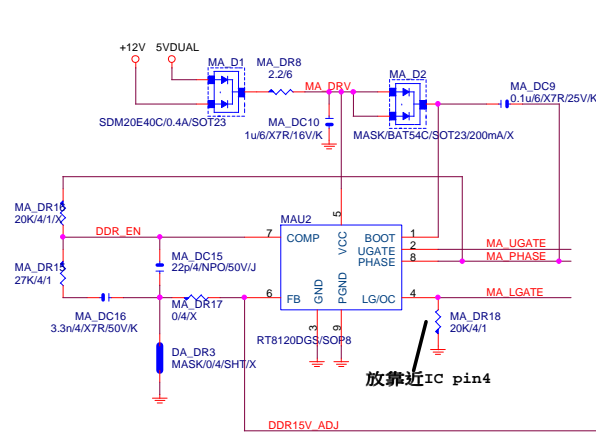 +12V 5VDUAL
MA_D1
MA_DR8
2.2/6
MA_DRV
MA_D2
MA_DC9
0.1u/6/X7R/25V/K
SDM20E40C/0.4A/SOT23
MA_DC10
1u/6/X7R/16V/K
MASK/BAT54C/SOT23/200mA/X
20K/4/1/X
DDR_EN
MAU2
5
7
COMP
VCC
BOOT
1
UGATE
2
MA_UGATE
PHASE
8
MA_PHASE
MA_DC15
22p/4/NPO/50V/J
27K/4/1
6
FB
GND
PGND
LG/OC
4
MA_LGATE
MA_DC16
3.3n/4/X7R/50V/K
MA_DR17
0/4/X
3
9
MA_DR18
20K/4/1
RT8120DGS/SOP8
DA_DR3
MASK/0/4/SHT/X
放靠近IC pin4
DDR15V_ADJ